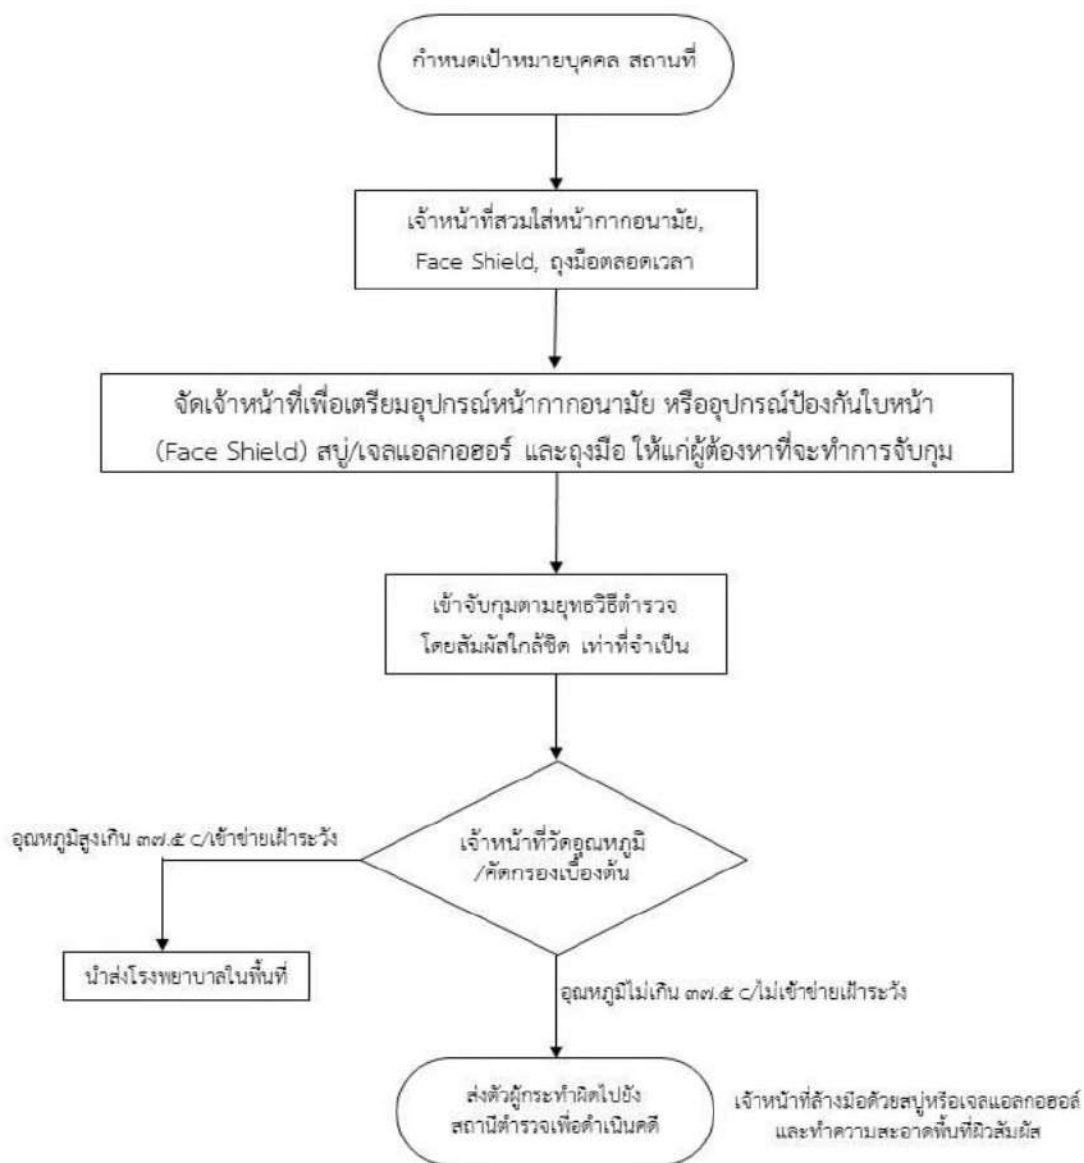 กำหนดเป้าหมายบุคคล สถานที่
เจ้าหน้าที่สวมใส่หน้ากากอนามัย,
Face Shield, ถุงมือตลอดเวลา
จัดเจ้าหน้าที่เพื่อเตรียมอุปกรณ์หน้ากากอนามัย หรืออุปกรณ์ป้องกันใบหน้า
(Face Shield) สบู่/เจลแอลกอฮอร์ และถุงมือ ให้แก่ผู้ต้องหาที่จะทำการจับกุม
เข้าจับกุมตามยุทธวิธีตำรวจ
โดยสัมผัสใกล้ชิด เท่าที่จำเป็น
อุณหภูมิสูงเกิน ๓๗.๕ C/เข้าข่ายเฝ้าระวัง
เจ้าหน้าที่วัดอุณหภูมิ
/คัดกรองเบื้องต้น
นำส่งโรงพยาบาลในพื้นที่
อุณหภูมิไม่เกิน ๓๗.๕ C/ไม่เข้าข่ายเฝ้าระวัง
ส่งตัวผู้กระทำผิดไปยัง
สถานีตำรวจเพื่อดำเนินคดี
เจ้าหน้าที่ล้างมือด้วยสบู่หรือเจลแอลกอฮอล์
และทำความสะอาดพื้นที่ผิวสัมผัส